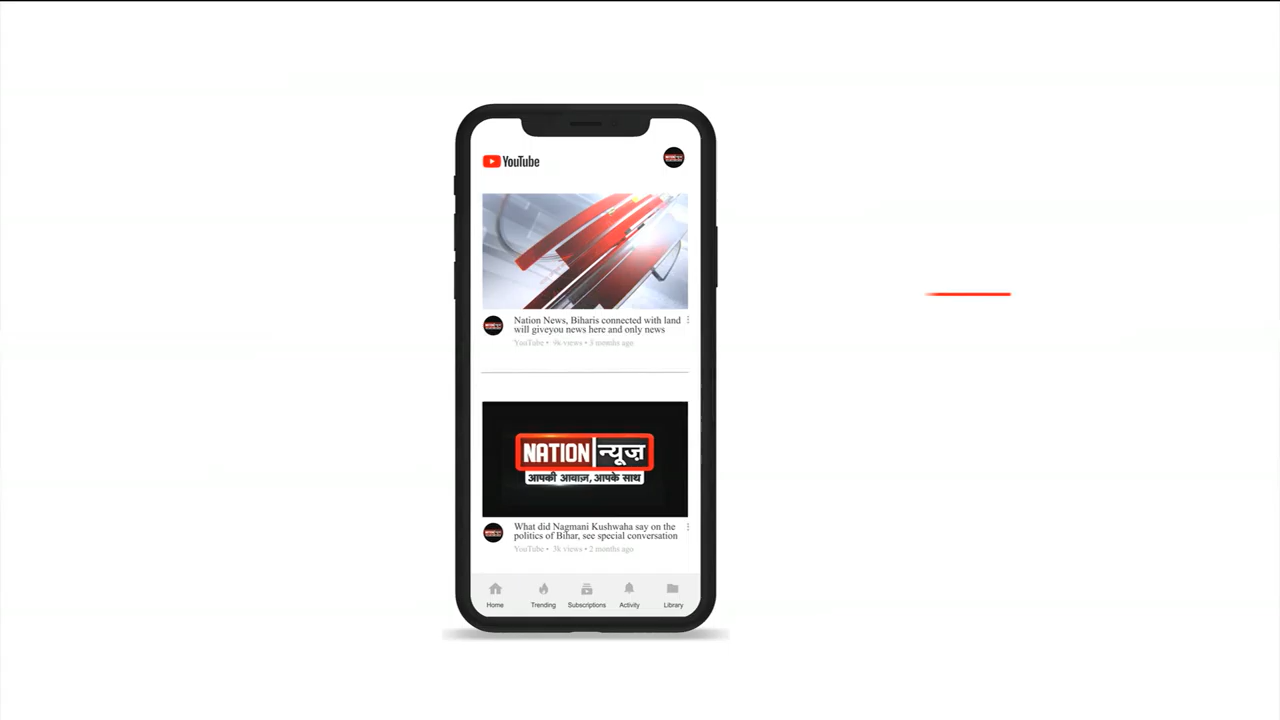 YouTube
Nation News, Biharis connected with land
will giveyou news here and only news
YouTube • 9k views • 3 months ago
NATION न्यूज़
आपकी आवाज़, आपके साथ
What did Nagmani Kushwaha say on the
politics of Bihar, see special conversation
YouTube • 3k views • 2 months ago
Home Trending Subscriptions Activity Library